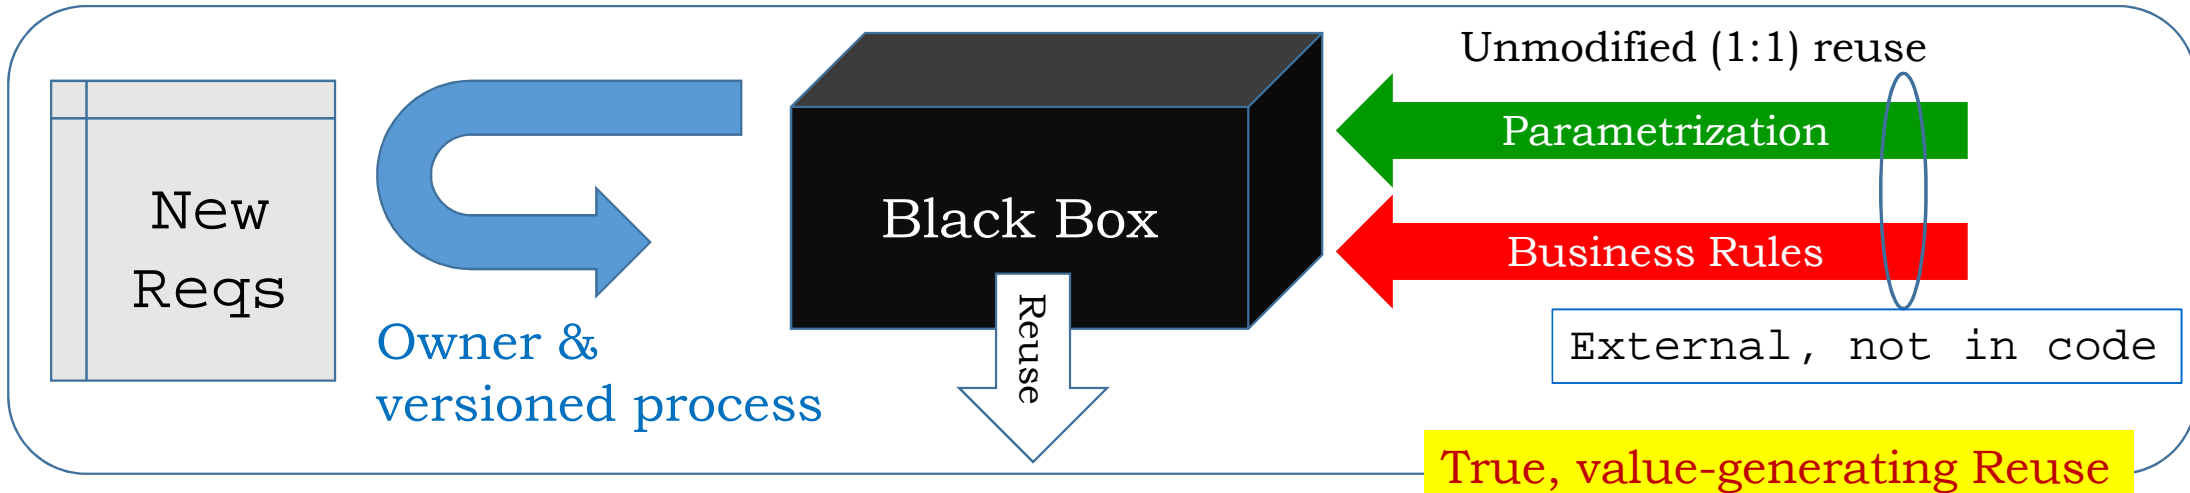 New
Reqs
Owner &
versioned process
Black Box
Reuse
Unmodified (1:1) reuse
Parametrization
Business Rules
External, not in code
True, value-generating Reuse